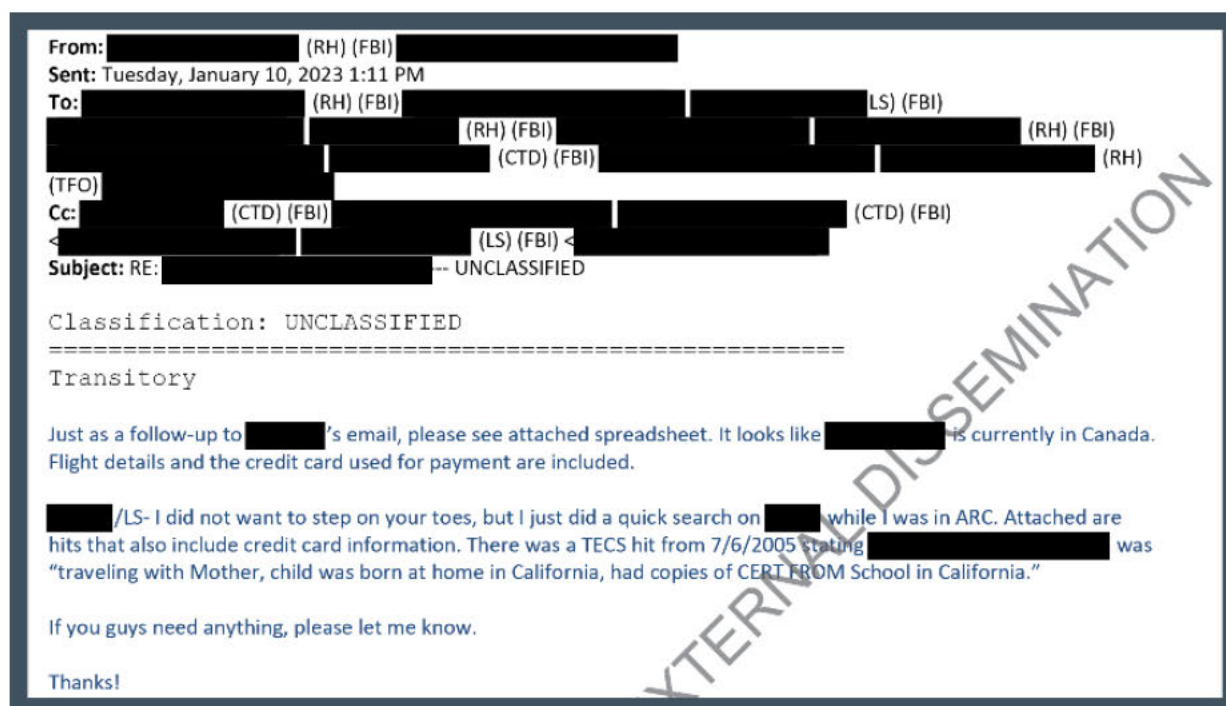 From: (RH) (FBI)
Sent: Tuesday, January 10, 2023 1:11 PM
To: (RH) (FBI) LS) (FBI)
(RH) (FBI) (RH) (FBI)
(CTD) (FBI) (RH)
(TFO)
Cc: (CTD) (FBI) (CTD) (FBI)
< (LS) (FBI) <
Subject: RE: --- UNCLASSIFIED
Classification: UNCLASSIFIED
======================================================
Transitory
Just as a follow-up to 's email, please see attached spreadsheet. It looks like is currently in Canada.
Flight details and the credit card used for payment are included.
/LS- I did not want to step on your toes, but I just did a quick search on while I was in ARC. Attached are
hits that also include credit card information. There was a TECS hit from 7/6/2005 stating was
“traveling with Mother, child was born at home in California, had copies of CERT FROM School in California.”
If you guys need anything, please let me know.
Thanks!
EXTERNAL DISSEMINATION